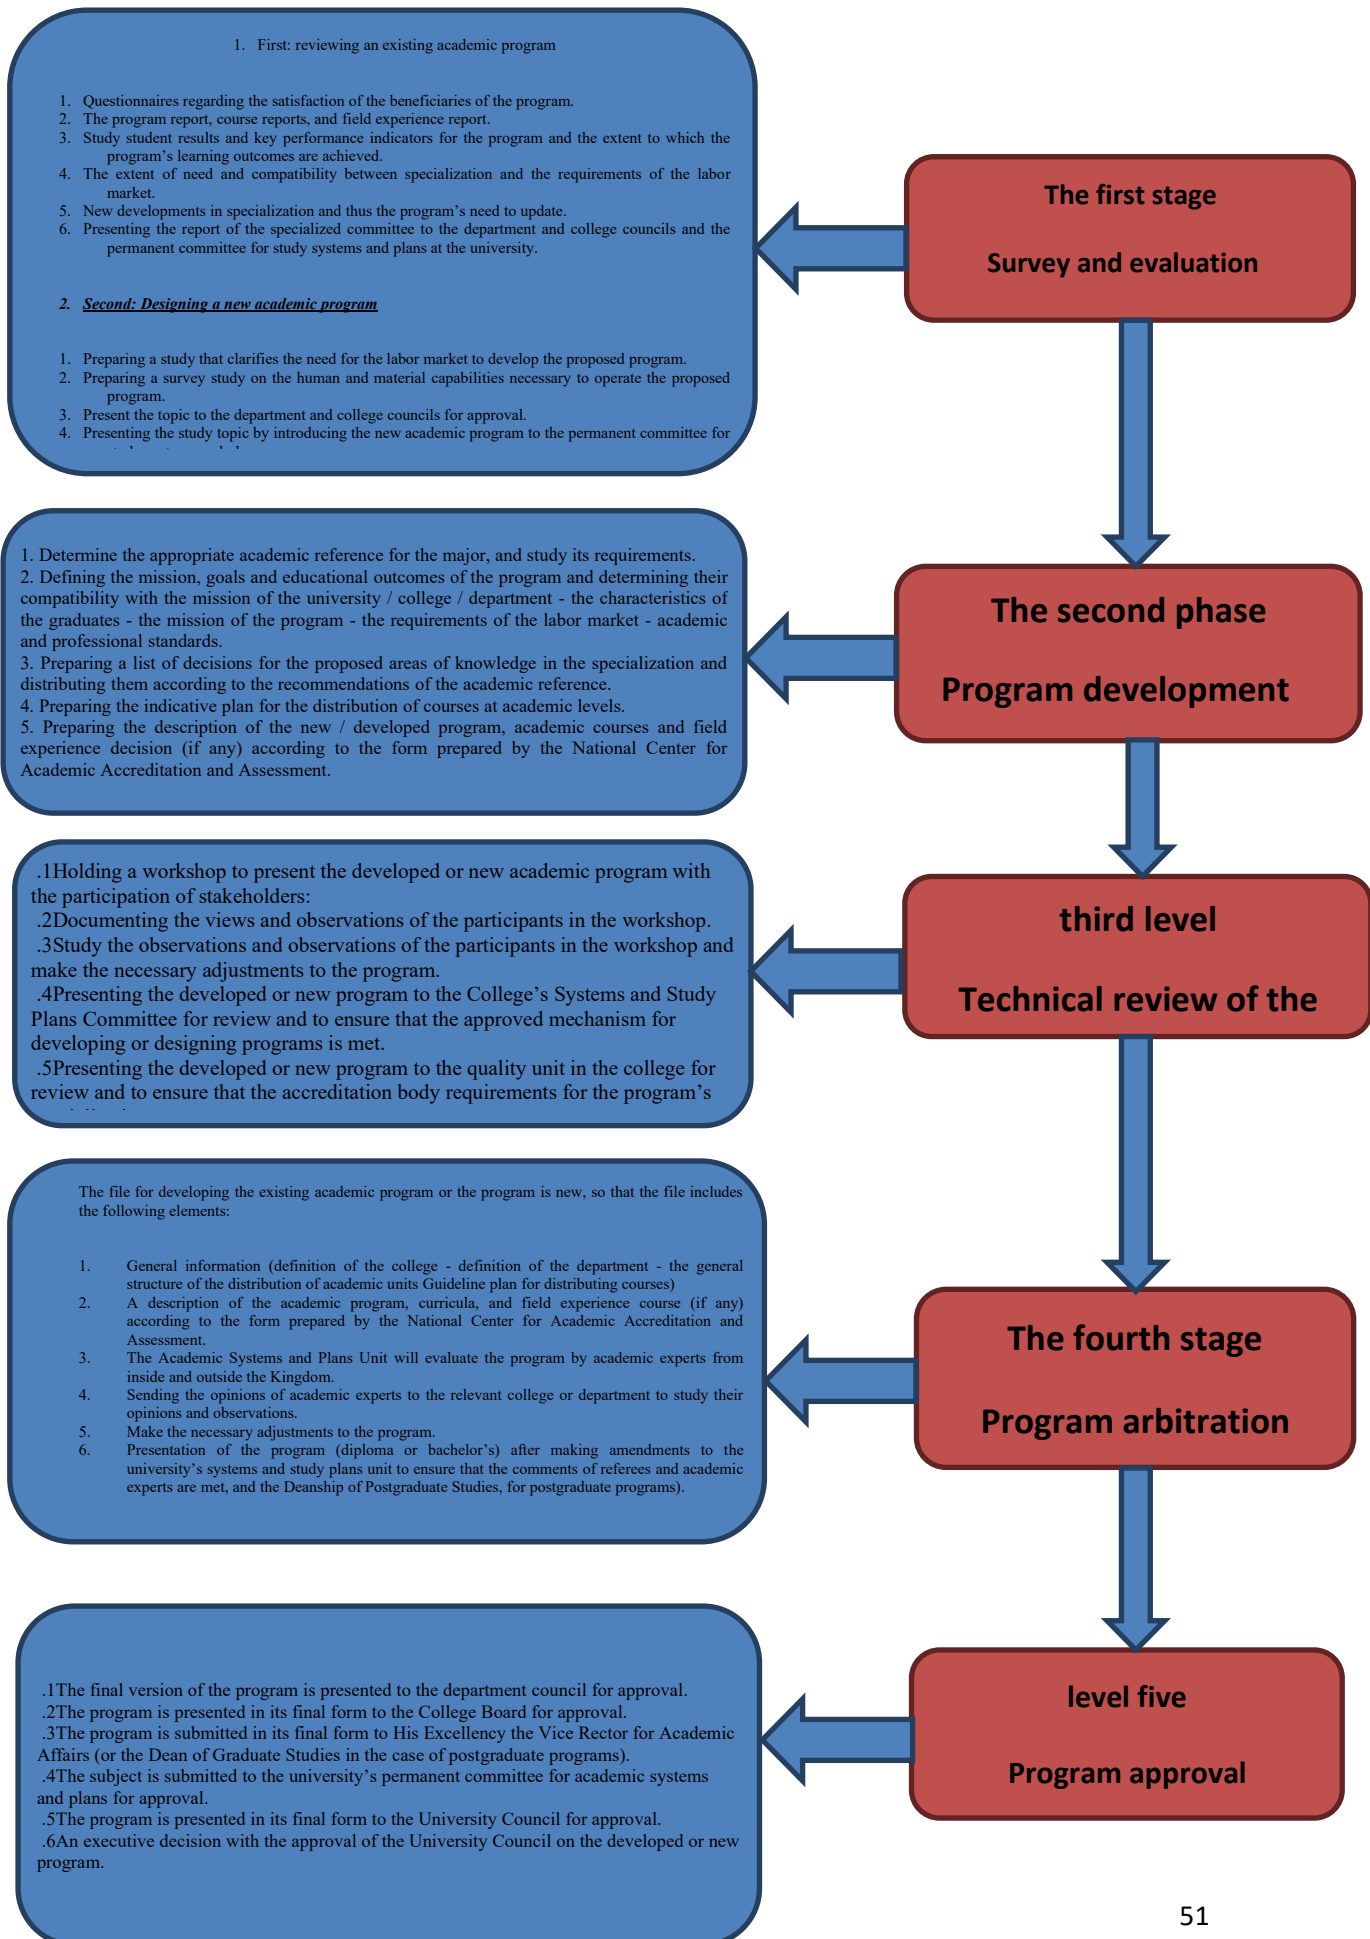 1. First: reviewing an existing academic program
1. Questionnaires regarding the satisfaction of the beneficiaries of the program.
2. The program report, course reports, and field experience report.
3. Study student results and key performance indicators for the program and the extent to which the
program’s learning outcomes are achieved.
4. The extent of need and compatibility between specialization and the requirements of the labor
market.
5. New developments in specialization and thus the program’s need to update.
6. Presenting the report of the specialized committee to the department and college councils and the
permanent committee for study systems and plans at the university.
2. Second: Designing a new academic program
1. Preparing a study that clarifies the need for the labor market to develop the proposed program.
2. Preparing a survey study on the human and material capabilities necessary to operate the proposed
program.
3. Present the topic to the department and college councils for approval.
4. Presenting the study topic by introducing the new academic program to the permanent committee for
The first stage
Survey and evaluation
1. Determine the appropriate academic reference for the major, and study its requirements.
2. Defining the mission, goals and educational outcomes of the program and determining their
compatibility with the mission of the university / college / department - the characteristics of
the graduates - the mission of the program - the requirements of the labor market - academic
and professional standards.
3. Preparing a list of decisions for the proposed areas of knowledge in the specialization and
distributing them according to the recommendations of the academic reference.
4. Preparing the indicative plan for the distribution of courses at academic levels.
5. Preparing the description of the new / developed program, academic courses and field
experience decision (if any) according to the form prepared by the National Center for
Academic Accreditation and Assessment.
The second phase
Program development
.1Holding a workshop to present the developed or new academic program with
the participation of stakeholders:
.2Documenting the views and observations of the participants in the workshop.
.3Study the observations and observations of the participants in the workshop and
make the necessary adjustments to the program.
.4Presenting the developed or new program to the College’s Systems and Study
Plans Committee for review and to ensure that the approved mechanism for
developing or designing programs is met.
.5Presenting the developed or new program to the quality unit in the college for
review and to ensure that the accreditation body requirements for the program’s
third level
Technical review of the
The file for developing the existing academic program or the program is new, so that the file includes
the following elements:
1. General information (definition of the college - definition of the department - the general
structure of the distribution of academic units Guideline plan for distributing courses)
2. A description of the academic program, curricula, and field experience course (if any)
according to the form prepared by the National Center for Academic Accreditation and
Assessment.
3. The Academic Systems and Plans Unit will evaluate the program by academic experts from
inside and outside the Kingdom.
4. Sending the opinions of academic experts to the relevant college or department to study their
opinions and observations.
5. Make the necessary adjustments to the program.
6. Presentation of the program (diploma or bachelor’s) after making amendments to the
university’s systems and study plans unit to ensure that the comments of referees and academic
experts are met, and the Deanship of Postgraduate Studies, for postgraduate programs).
The fourth stage
Program arbitration
.1The final version of the program is presented to the department council for approval.
.2The program is presented in its final form to the College Board for approval.
.3The program is submitted in its final form to His Excellency the Vice Rector for Academic
Affairs (or the Dean of Graduate Studies in the case of postgraduate programs).
.4The subject is submitted to the university’s permanent committee for academic systems
and plans for approval.
.5The program is presented in its final form to the University Council for approval.
.6An executive decision with the approval of the University Council on the developed or new
program.
level five
Program approval
51